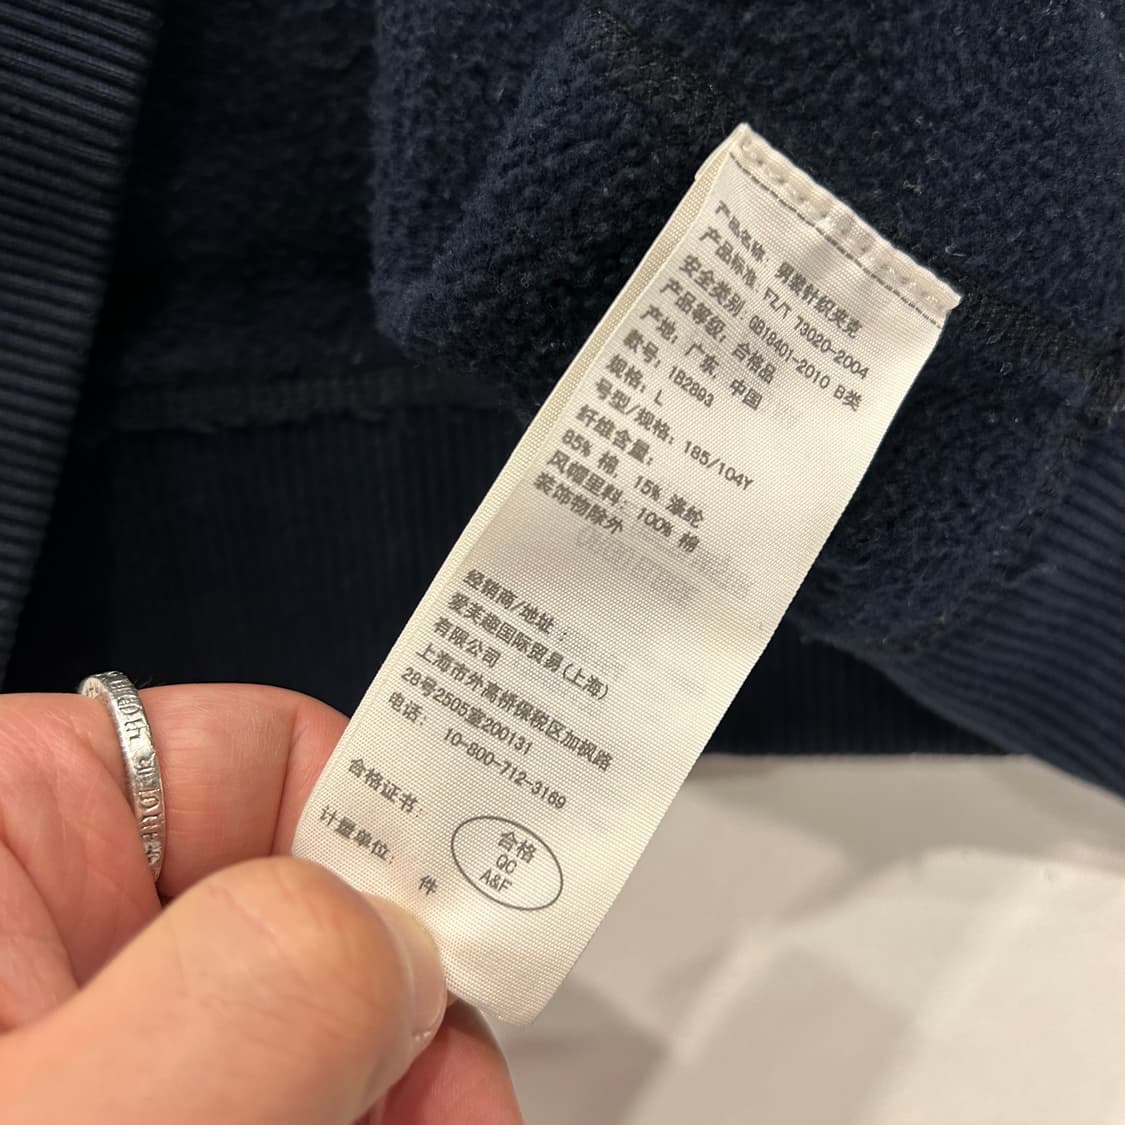 产品名称: 男装针织夹克
产品标准 FZ/T 73020-2004
安全类别: GB18401-2010 B类
产品等级: 合格品
产地: 广东 中国
款号: 1B2893
规格: L
号型/规格: 185/104Y
纤维含量:
85% 棉, 15% 涤纶
风帽里料: 100% 棉
装饰物除外
经销商/地址:
爱芙趣国际贸易(上海)
有限公司
上海市外高桥保税区加枫路
28号2505室200131
电话:
10-800-712-3169
合格证书:
合格
QC
A&F
计量单位:
件